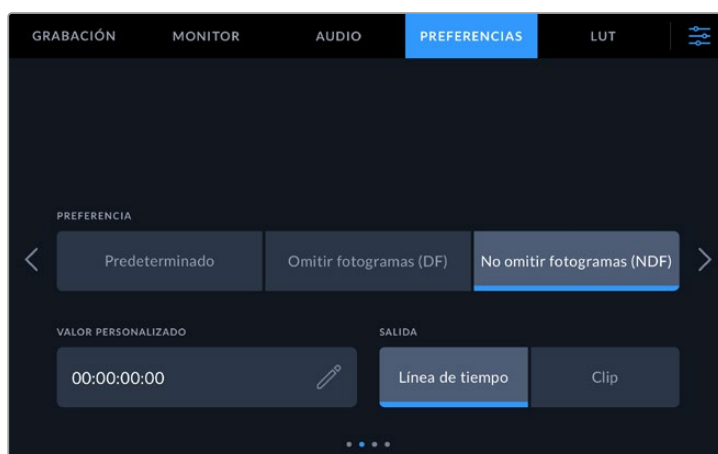 GRABACIÓN MONITOR AUDIO PREFERENCIAS LUT
PREFERENCIA
Predeterminado Omitir fotogramas (DF) No omitir fotogramas (NDF)
VALOR PERSONALIZADO SALIDA
00:00:00:00 Línea de tiempo Clip